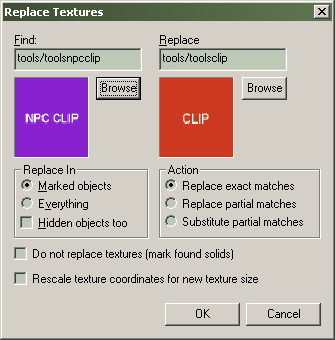 Replace Textures
Find: Replace
tools/toolsnpcclip tools/toolsclip
NPC CLIP Browse CLIP Browse
Replace In Action
Marked objects Replace exact matches
Everything Replace partial matches
Hidden objects too Substitute partial matches
Do not replace textures (mark found solids)
Rescale texture coordinates for new texture size
OK Cancel